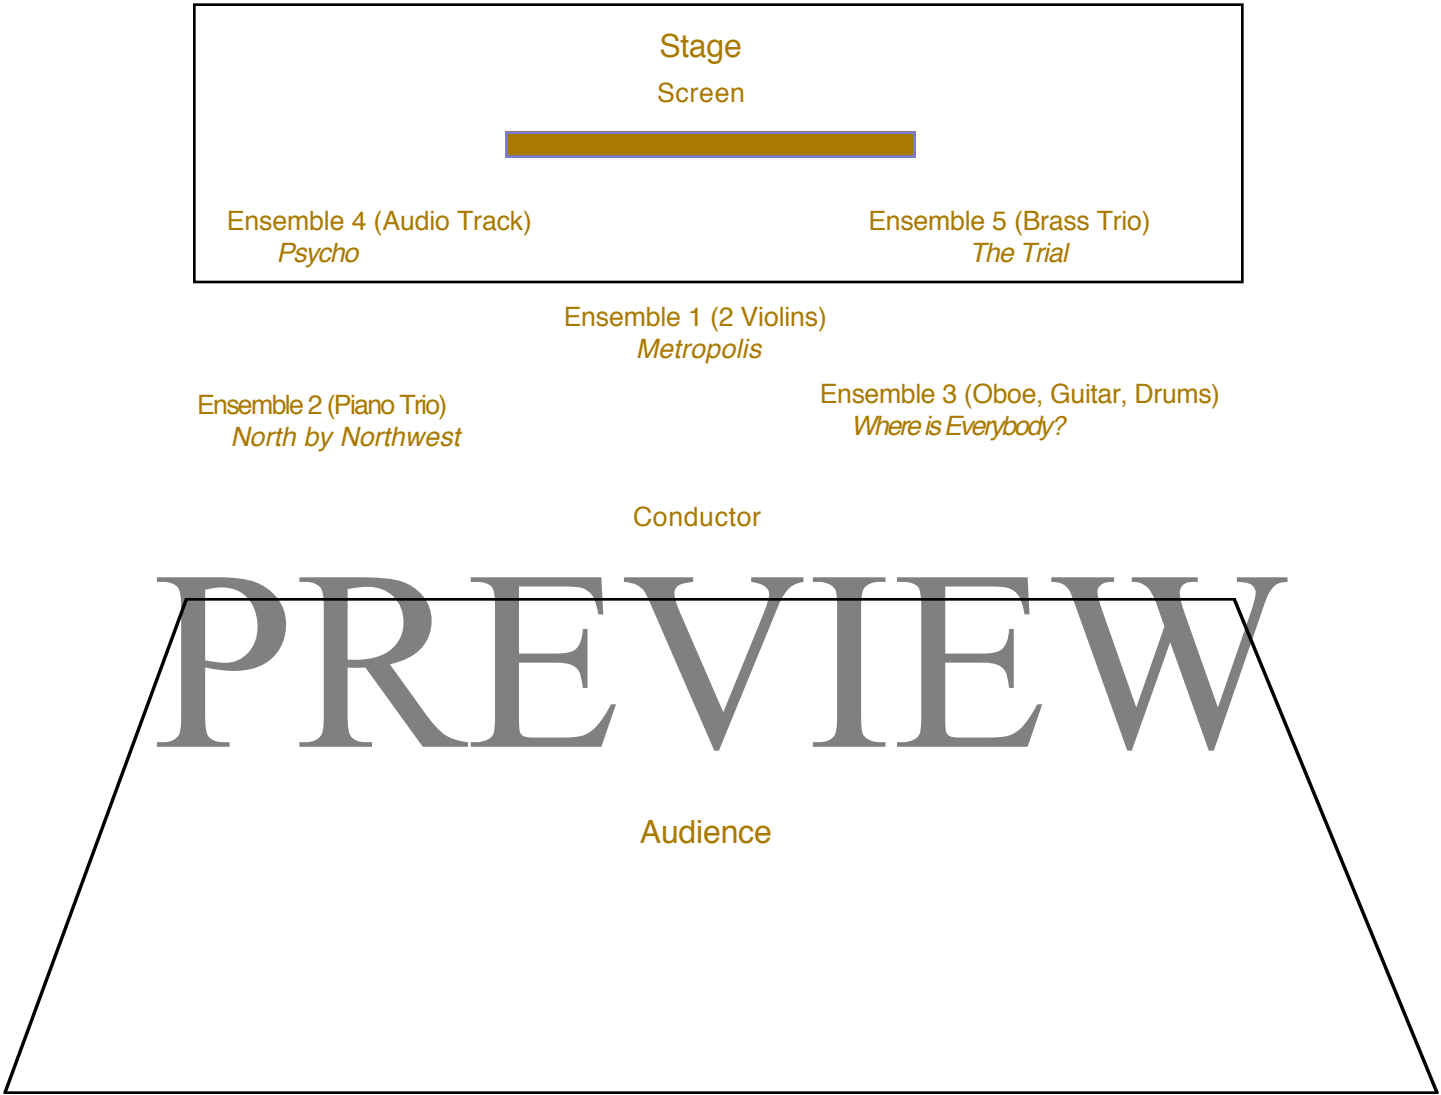 Stage
Screen
Ensemble 4 (Audio Track)
Psycho
Ensemble 5 (Brass Trio)
The Trial
Ensemble 1 (2 Violins)
Metropolis
Ensemble 2 (Piano Trio)
North by Northwest
Ensemble 3 (Oboe, Guitar, Drums)
Where is Everybody?
Conductor
PREVIEW
Audience